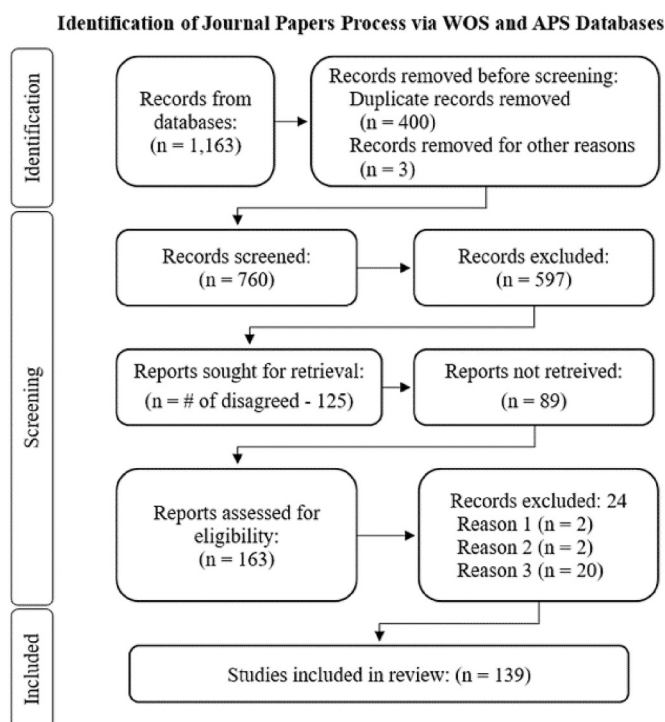 Identification of Journal Papers Process via WOS and APS Databases
Identification
Records from
databases:
(n = 1,163)
Records removed before screening:
Duplicate records removed
(n = 400)
Records removed for other reasons
(n = 3)
Screening
Records screened:
(n = 760)
Records excluded:
(n = 597)
Reports sought for retrieval:
(n = # of disagreed - 125)
Reports not retreived:
(n = 89)
Reports assessed for
eligibility:
(n = 163)
Records excluded: 24
Reason 1 (n = 2)
Reason 2 (n = 2)
Reason 3 (n = 20)
Included
Studies included in review: (n = 139)